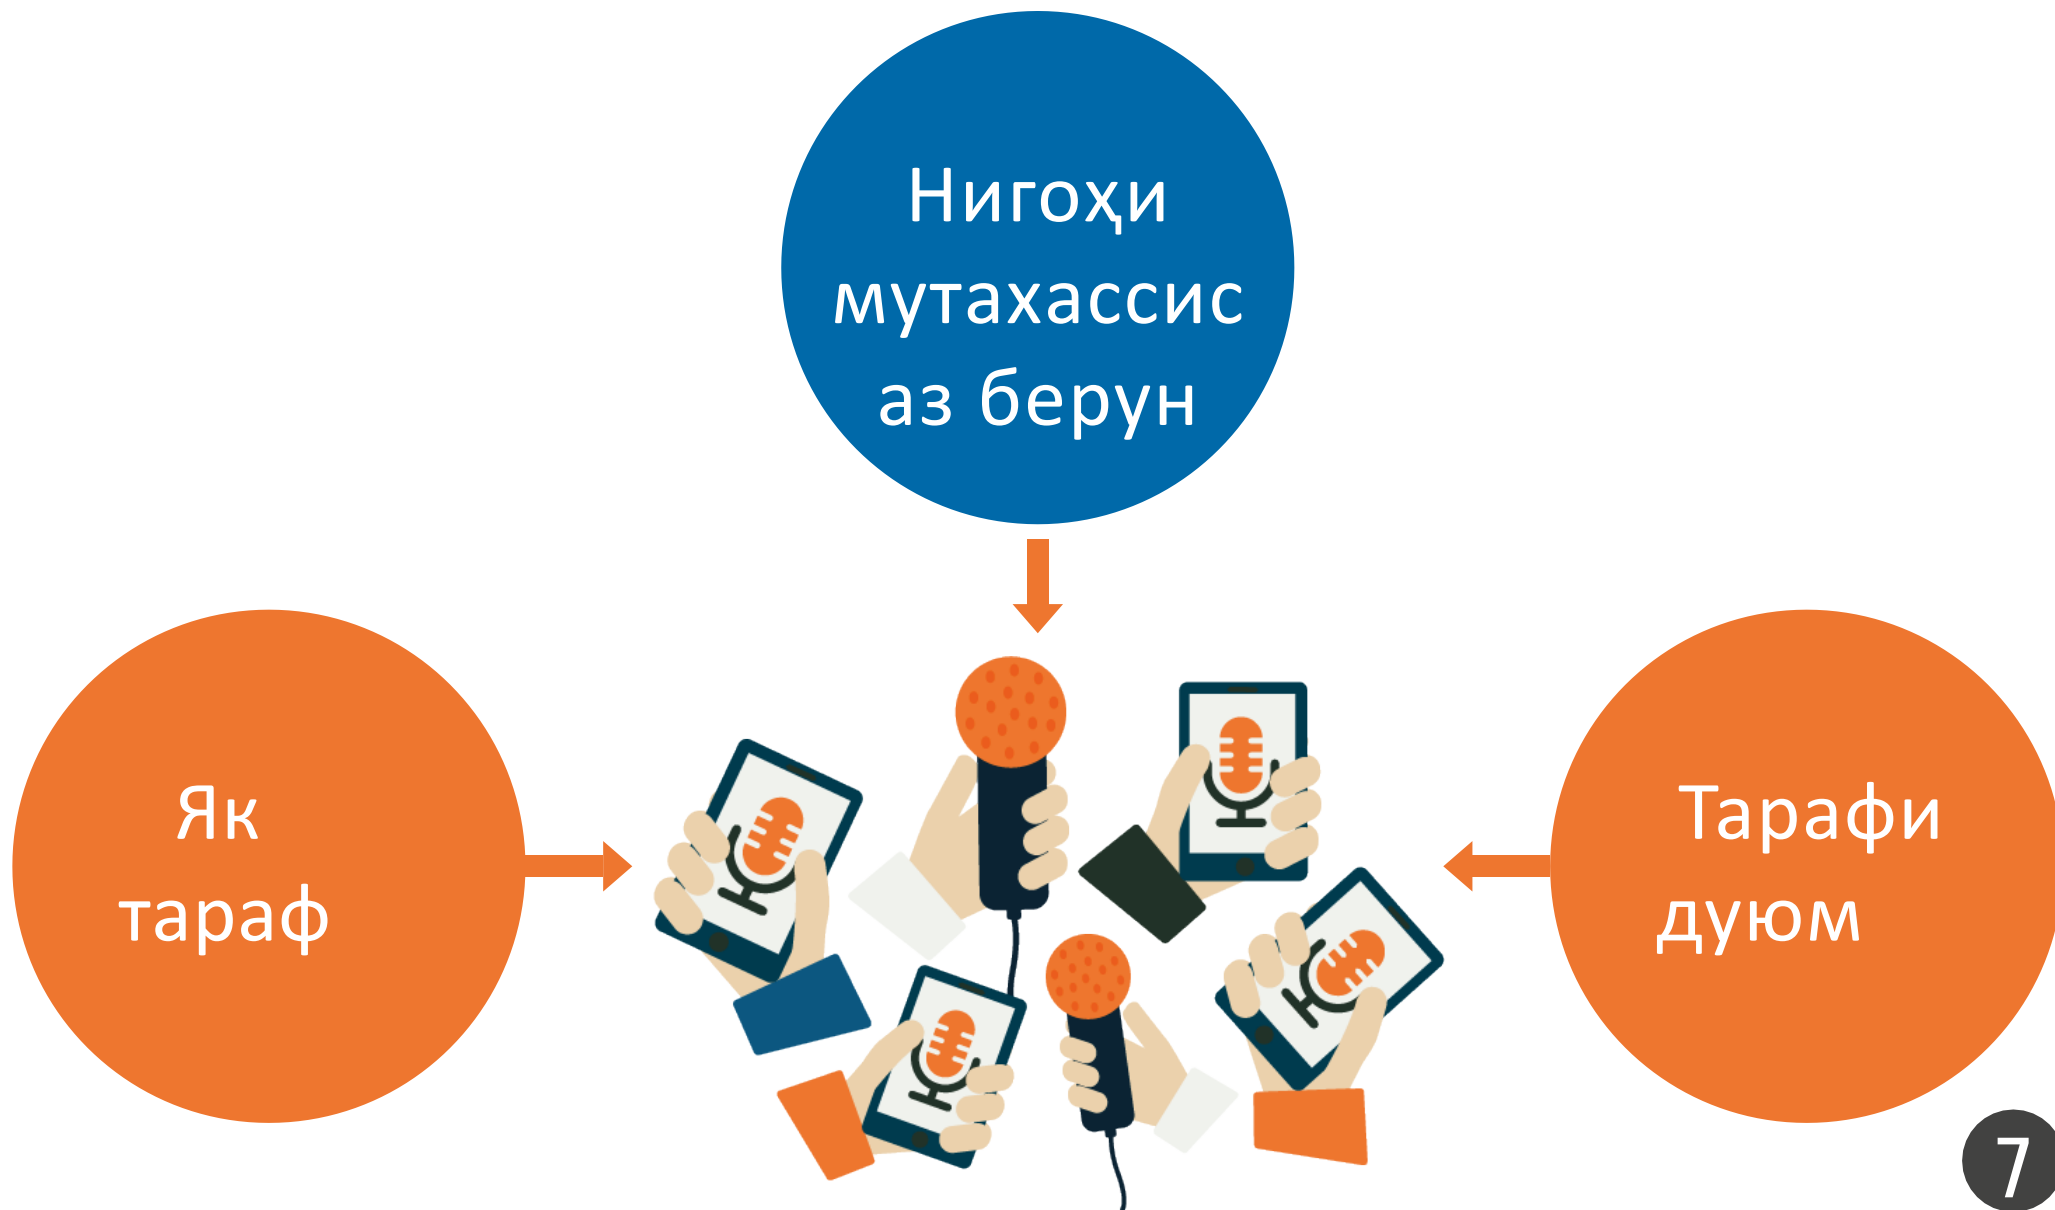 Нигоҳи
мутахассис
аз берун
Як
тараф
Тарафи
дуюм
7